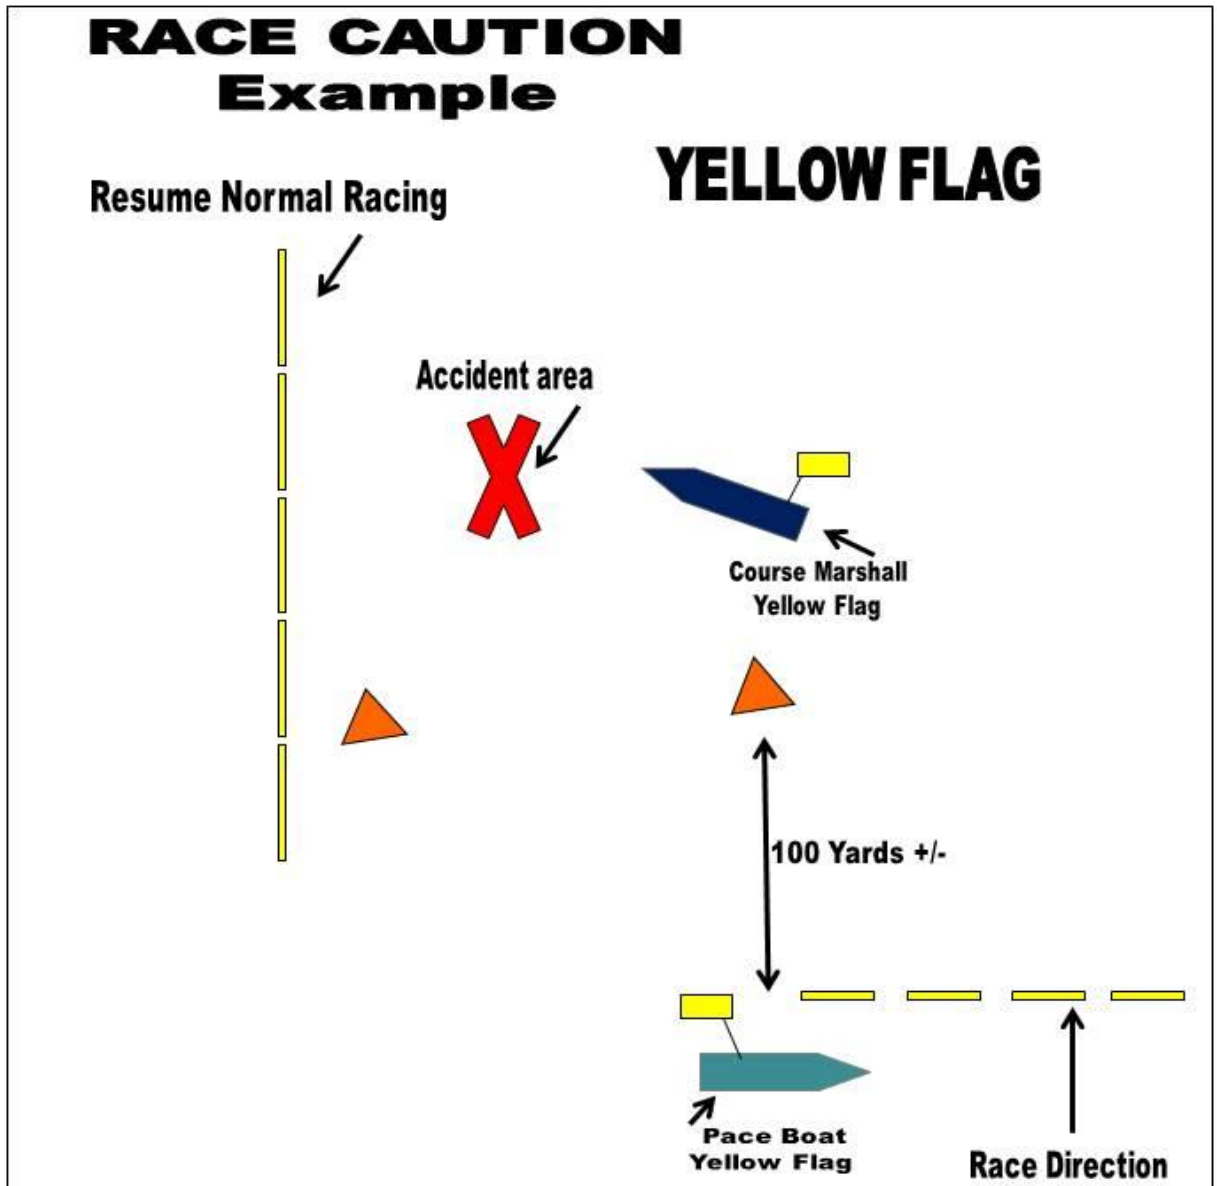 RACE CAUTION
Example
YELLOW FLAG
Resume Normal Racing
Accident area
Course Marshall
Yellow Flag
100 Yards +/-
Pace Boat
Yellow Flag
Race Direction